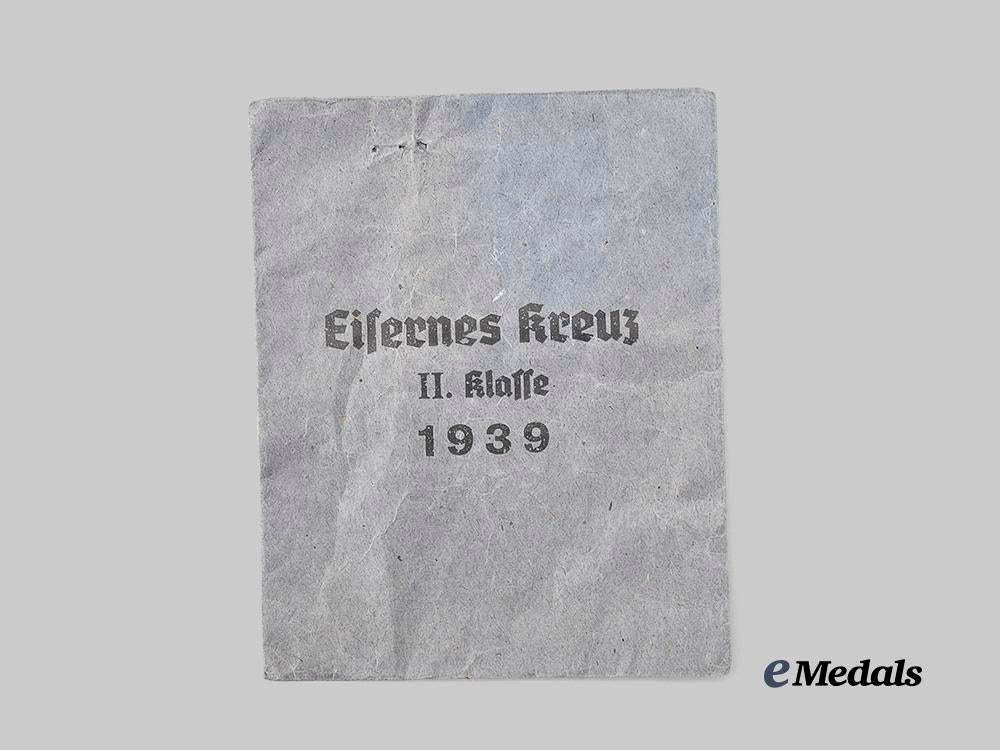 Eiſernes Kreuz
II. Klaſſe
1939
eMedals